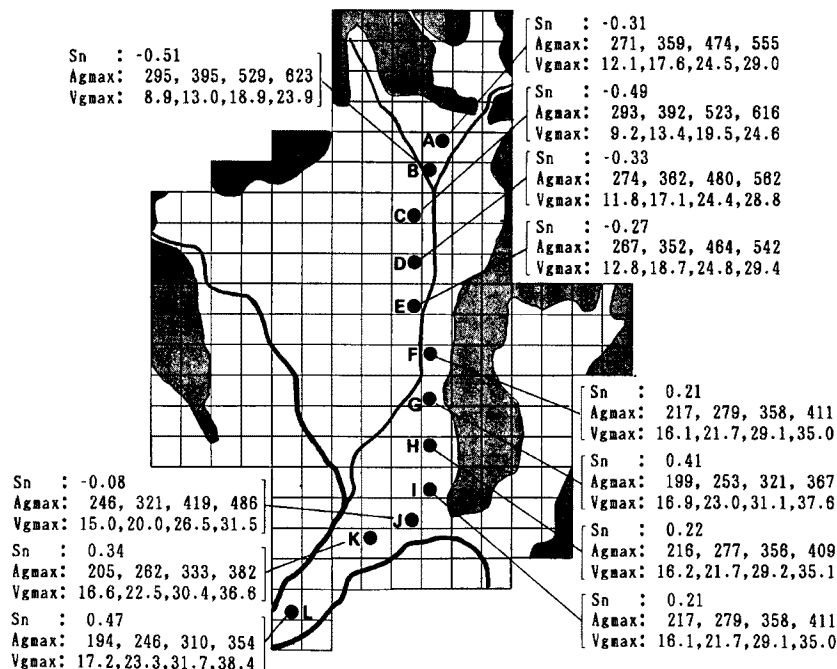 Sn : -0.51
Agmax: 295, 395, 529, 623
Vgmax: 8.9,13.0,18.9,23.9
Sn : -0.31
Agmax: 271, 359, 474, 555
Vgmax: 12.1,17.6,24.5,29.0
Sn : -0.49
Agmax: 293, 392, 523, 616
Vgmax: 9.2,13.4,19.5,24.6
Sn : -0.33
Agmax: 274, 362, 480, 562
Vgmax: 11.8,17.1,24.4,28.8
Sn : -0.27
Agmax: 267, 352, 464, 542
Vgmax: 12.8,18.7,24.8,29.4
A
B
C
D
E
F
G
H
I
J
K
L
Sn : 0.21
Agmax: 217, 279, 358, 411
Vgmax: 16.1,21.7,29.1,35.0
Sn : 0.41
Agmax: 199, 253, 321, 367
Vgmax: 16.9,23.0,31.1,37.6
Sn : 0.22
Agmax: 216, 277, 356, 409
Vgmax: 16.2,21.7,29.2,35.1
Sn : 0.21
Agmax: 217, 279, 358, 411
Vgmax: 16.1,21.7,29.1,35.0
Sn : -0.08
Agmax: 246, 321, 419, 486
Vgmax: 15.0,20.0,26.5,31.5
Sn : 0.34
Agmax: 205, 262, 333, 382
Vgmax: 16.6,22.5,30.4,36.6
Sn : 0.47
Agmax: 194, 246, 310, 354
Vgmax: 17.2,23.3,31.7,38.4